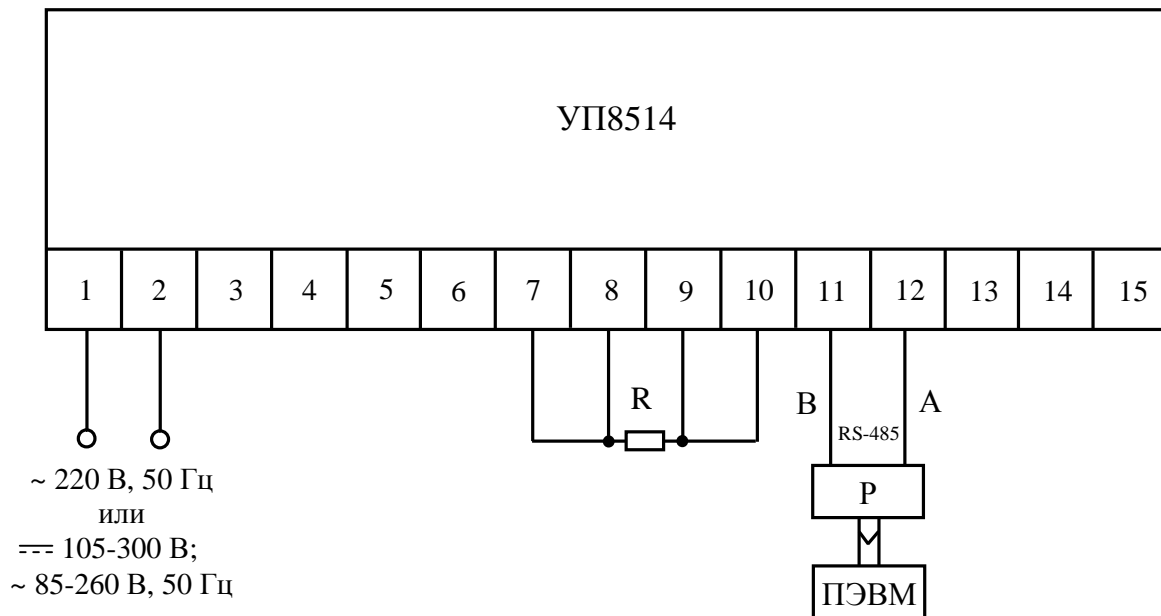 УП8514
1 2 3 4 5 6 7 8 9 10 11 12 13 14 15
R
B
A
RS-485
P
~ 220 В, 50 Гц
или
⎓ 105-300 В;
~ 85-260 В, 50 Гц
ПЭВМ